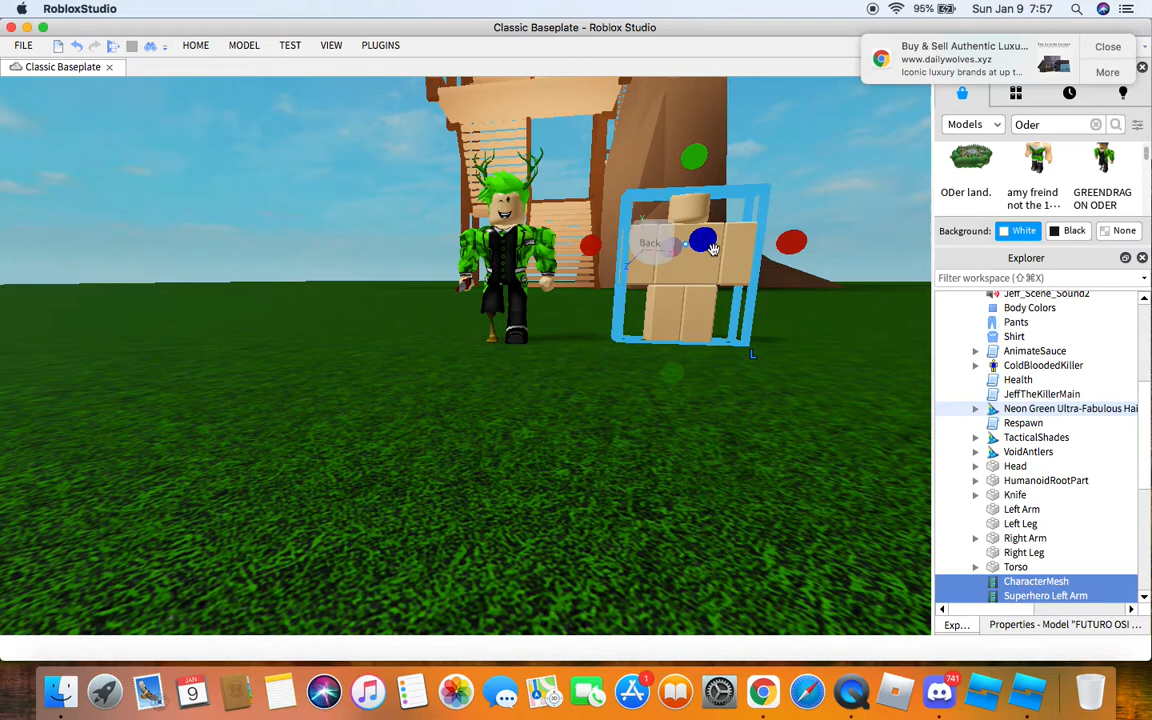 RobloxStudio
95%
Sun Jan 9 7:57
Classic Baseplate - Roblox Studio
FILE
HOME
MODEL
TEST
VIEW
PLUGINS
Classic Baseplate
Buy & Sell Authentic Luxu...
www.dailywolves.xyz
Iconic luxury brands at up t...
Close
More
Models
Oder
ODer land.
amy freind
not the 1···
GREENDRAG
ON ODER
Background:
White
Black
None
Explorer
Filter workspace (⇧⌘X)
Jeff_Scene_Sound2
Body Colors
Pants
Shirt
AnimateSauce
ColdBloodedKiller
Health
JeffTheKillerMain
Neon Green Ultra-Fabulous Hai
Respawn
TacticalShades
VoidAntlers
Head
HumanoidRootPart
Knife
Left Arm
Left Leg
Right Arm
Right Leg
Torso
CharacterMesh
Superhero Left Arm
Exp...
Properties - Model "FUTURO OSI ...
Back
Y
Z
L
JAN
9
1
741